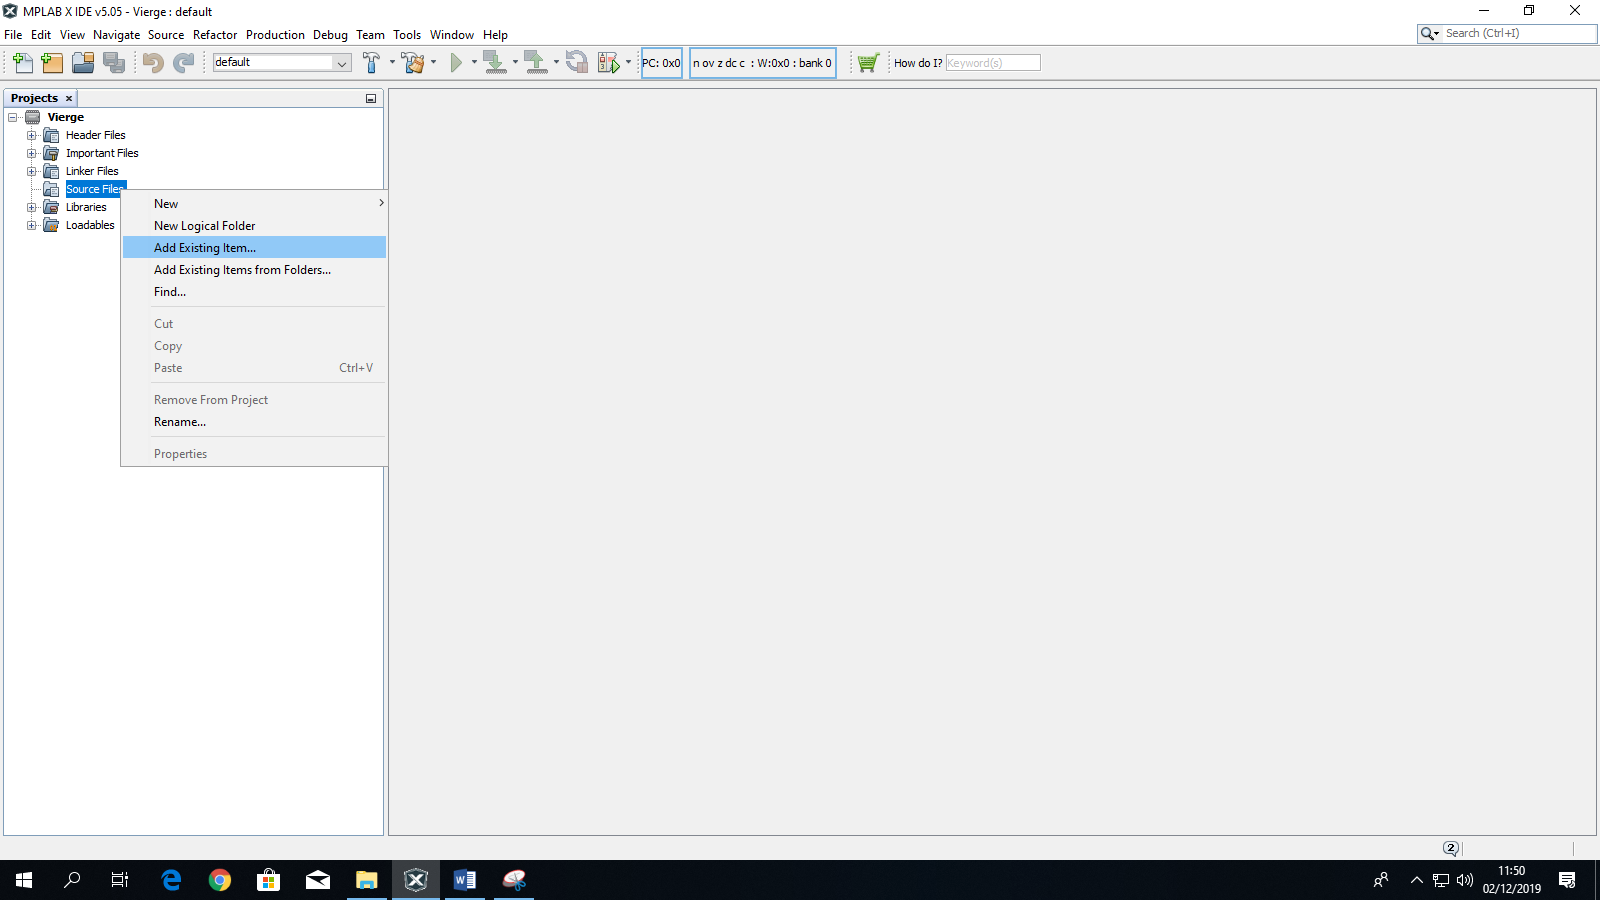 MPLAB X IDE v5.05 - Vierge : default
File Edit View Navigate Source Refactor Production Debug Team Tools Window Help
Search (Ctrl+I)
default
PC: 0x0
n ov z dc c : W:0x0 : bank 0
How do I? Keyword(s)
Projects
Vierge
Header Files
Important Files
Linker Files
Source Files
Libraries
Loadables
New
New Logical Folder
Add Existing Item...
Add Existing Items from Folders...
Find...
Cut
Copy
Paste Ctrl+V
Remove From Project
Rename...
Properties
2
11:50
02/12/2019